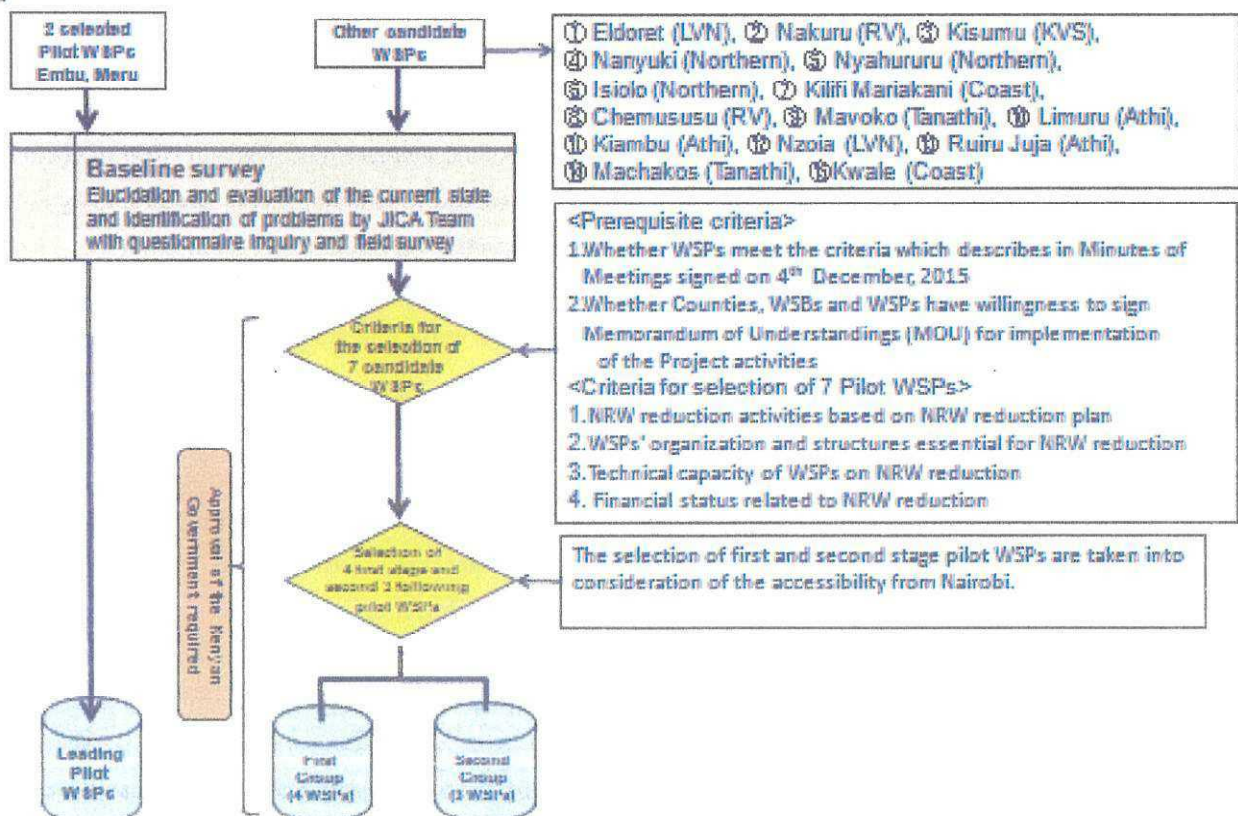 2 selected
Pilot WSPs
Embu, Meru
Other candidate
WSPs
① Eldoret (LVN), ② Nakuru (RV), ③ Kisumu (KVS),
④ Nanyuki (Northern), ⑤ Nyahururu (Northern),
⑥ Isiolo (Northern), ⑦ Kilifi Mariakani (Coast),
⑧ Chemususu (RV), ⑨ Mavoko (Tanathi), ⑩ Limuru (Athi),
⑪ Kiambu (Athi), ⑫ Nzoia (LVN), ⑬ Ruiru Juja (Athi),
⑭ Machakos (Tanathi), ⑮Kwale (Coast)
Baseline survey
Elucidation and evaluation of the current state
and identification of problems by JICA Team
with questionnaire inquiry and field survey
<Prerequisite criteria>
1.Whether WSPs meet the criteria which describes in Minutes of
Meetings signed on 4th December, 2015
2.Whether Counties, WSBs and WSPs have willingness to sign
Memorandum of Understandings (MOU) for implementation
of the Project activities
<Criteria for selection of 7 Pilot WSPs>
1.NRW reduction activities based on NRW reduction plan
2.WSPs' organization and structures essential for NRW reduction
3.Technical capacity of WSPs on NRW reduction
4. Financial status related to NRW reduction
Criteria for
the selection of
7 candidate
WSPs
Approval of the Kenyan
Government required
Selection of
4 first stage and
second 3 following
pilot WSPs
The selection of first and second stage pilot WSPs are taken into
consideration of the accessibility from Nairobi.
Leading
Pilot
WSPs
First
Group
(4 WSPs)
Second
Group
(3 WSPs)